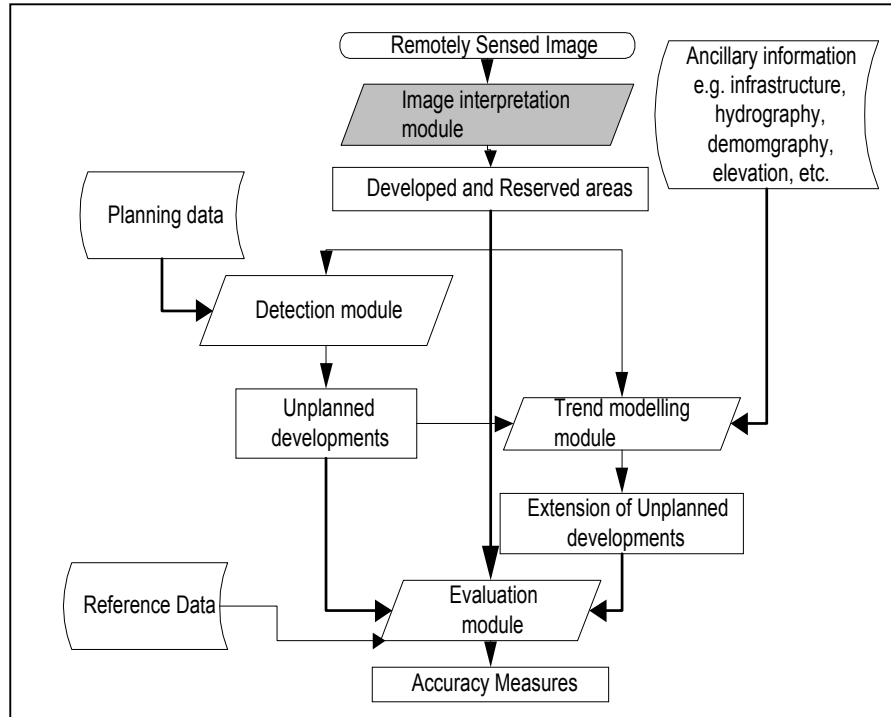 Remotely Sensed Image
Image interpretation
module
Ancillary information
e.g. infrastructure,
hydrography,
demomgraphy,
elevation, etc.
Developed and Reserved areas
Planning data
Detection module
Unplanned
developments
Trend modelling
module
Extension of Unplanned
developments
Reference Data
Evaluation
module
Accuracy Measures